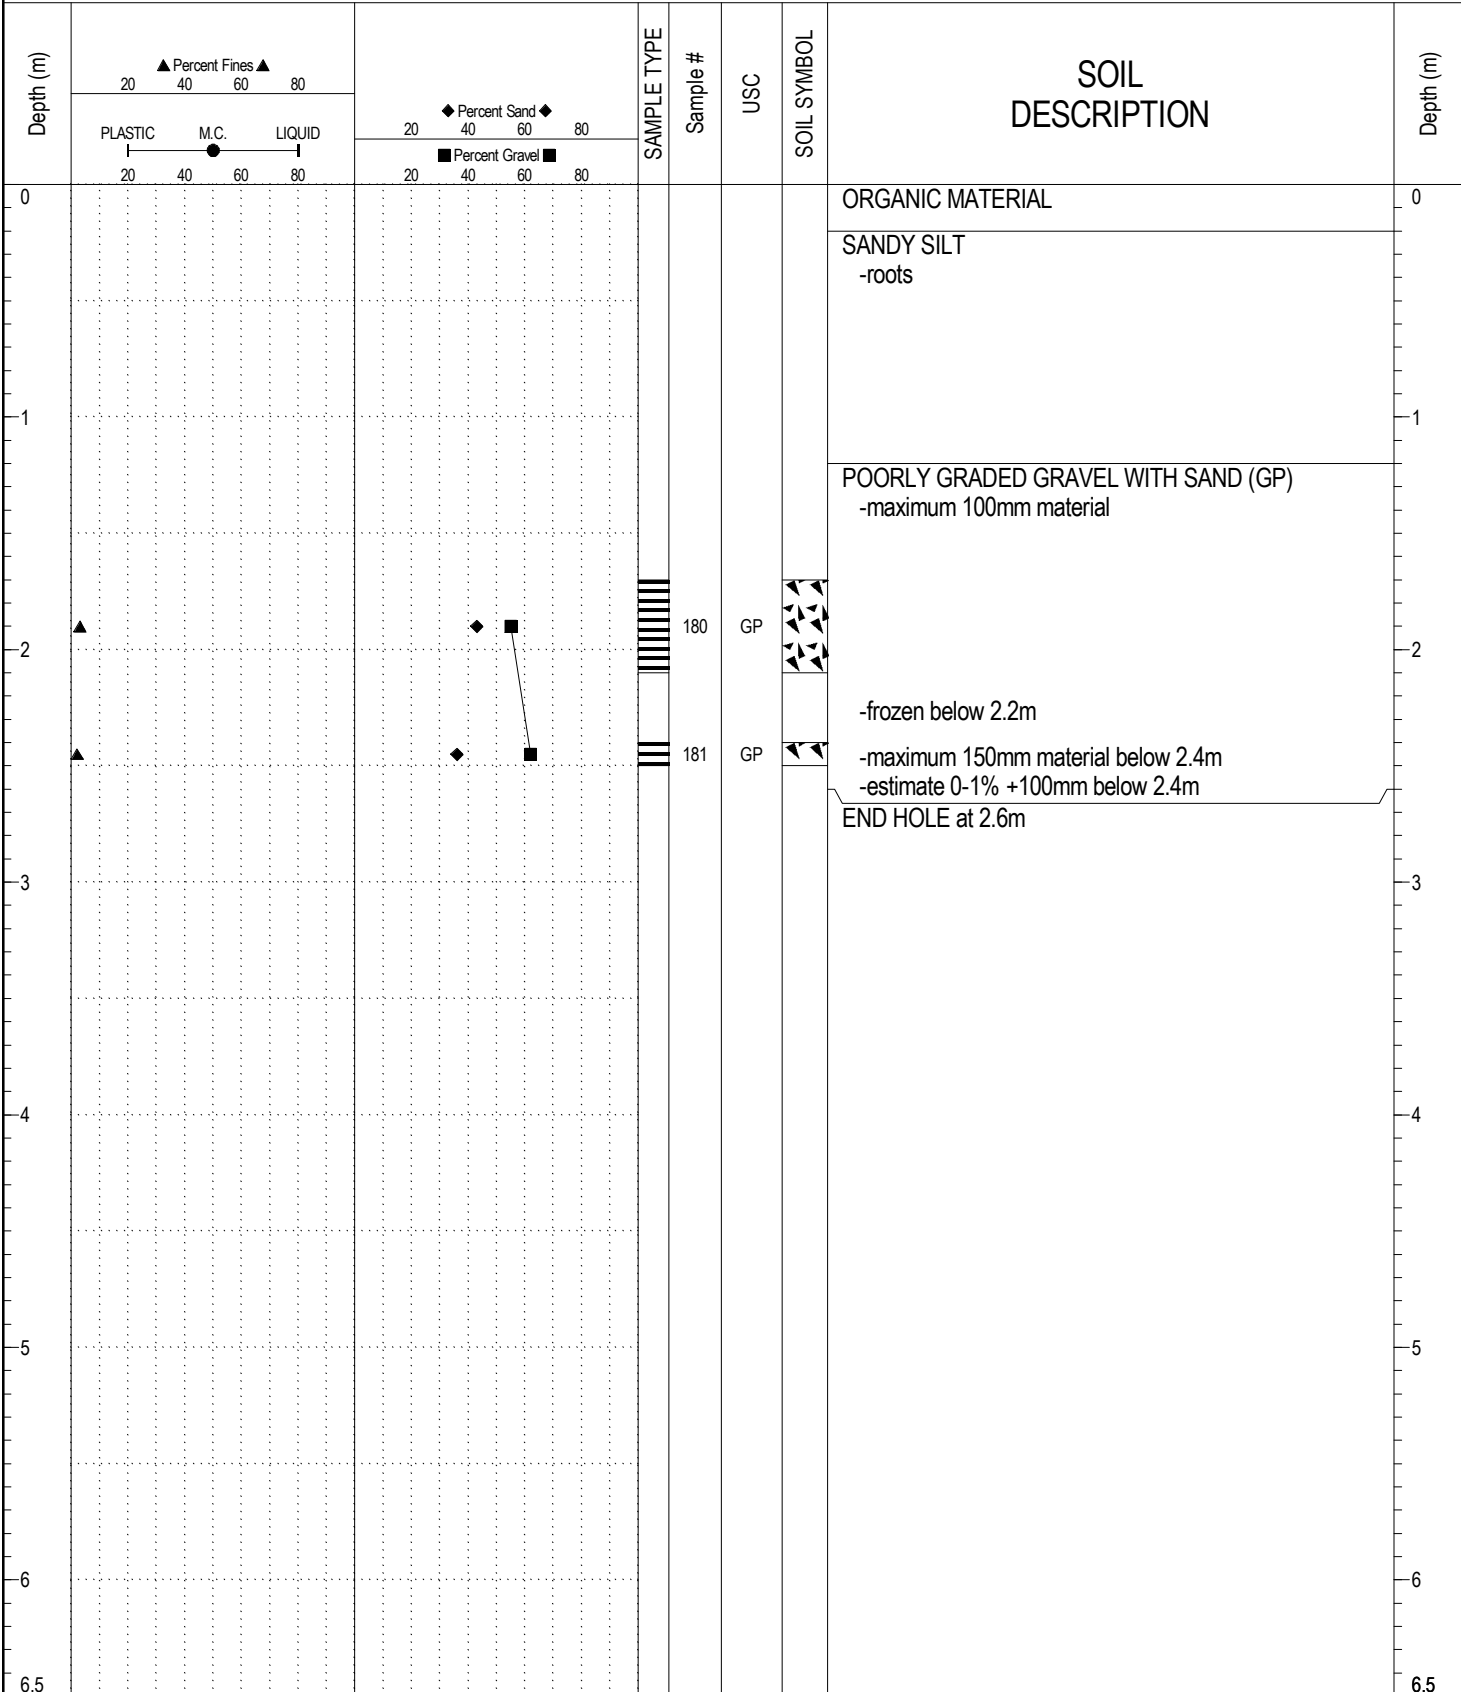 Depth (m)
▲ Percent Fines ▲
20 40 60 80
PLASTIC M.C. LIQUID
20 40 60 80
◆ Percent Sand ◆
20 40 60 80
■ Percent Gravel ■
20 40 60 80
SAMPLE TYPE
Sample #
USC
SOIL SYMBOL
SOIL
DESCRIPTION
Depth (m)
0 ORGANIC MATERIAL 0
SANDY SILT
-roots
1 1
POORLY GRADED GRAVEL WITH SAND (GP)
-maximum 100mm material
180 GP
2 2
-frozen below 2.2m
181 GP -maximum 150mm material below 2.4m
-estimate 0-1% +100mm below 2.4m
END HOLE at 2.6m
3 3
4 4
5 5
6 6
6.5 6.5